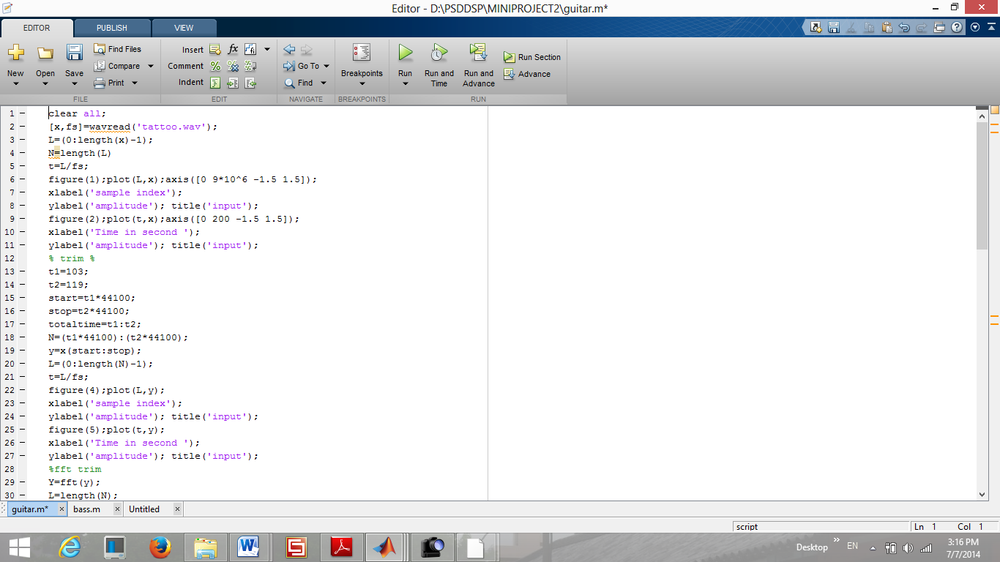 Editor - D:\PSDDSP\MINIPROJECT2\guitar.m*
EDITOR PUBLISH VIEW
New Open Save Find Files Compare Print
Insert Comment Indent
Go To Find
Breakpoints
Run Run and Time Run and Advance Run Section Advance
FILE EDIT NAVIGATE BREAKPOINTS RUN
1 clear all;
2 [x,fs]=wavread('tattoo.wav');
3 L=(0:length(x)-1);
4 N=length(L)
5 t=L/fs;
6 figure(1);plot(L,x);axis([0 9*10^6 -1.5 1.5]);
7 xlabel('sample index');
8 ylabel('amplitude'); title('input');
9 figure(2);plot(t,x);axis([0 200 -1.5 1.5]);
10 xlabel('Time in second ');
11 ylabel('amplitude'); title('input');
12 % trim %
13 t1=103;
14 t2=119;
15 start=t1*44100;
16 stop=t2*44100;
17 totaltime=t1:t2;
18 N=(t1*44100):(t2*44100);
19 y=x(start:stop);
20 L=(0:length(N)-1);
21 t=L/fs;
22 figure(4);plot(L,y);
23 xlabel('sample index');
24 ylabel('amplitude'); title('input');
25 figure(5);plot(t,y);
26 xlabel('Time in second ');
27 ylabel('amplitude'); title('input');
28 %fft trim
29 Y=fft(y);
30 L=length(N);
guitar.m* bass.m Untitled
script Ln 1 Col 1
Desktop EN 3:16 PM
7/7/2014